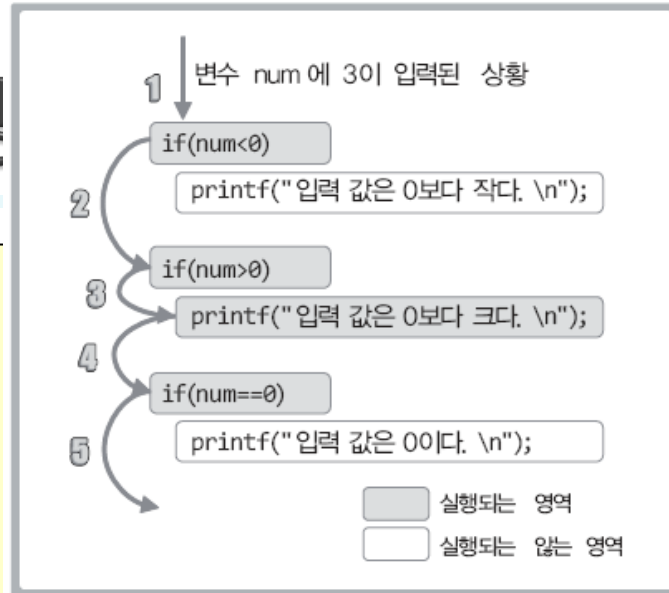 1 변수 num 에 3이 입력된 상황
if(num<0)
printf("입력 값은 0보다 작다. \n");
2
if(num>0)
3
printf("입력 값은 0보다 크다. \n");
4
if(num==0)
printf("입력 값은 0이다. \n");
5
실행되는 영역
실행되는 않는 영역